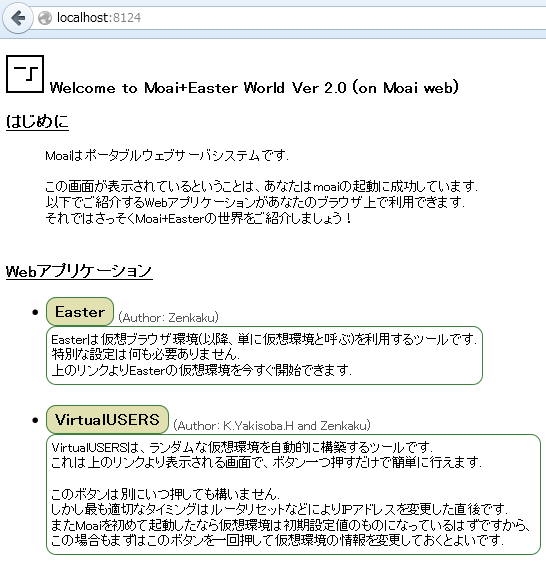 localhost:8124
Welcome to Moai+Easter World Ver 2.0 (on Moai web)
はじめに
Moaiはポータブルウェブサーバシステムです.
この画面が表示されているということは、あなたはmoaiの起動に成功しています.
以下でご紹介するWebアプリケーションがあなたのブラウザ上で利用できます.
それではさっそくMoai+Easterの世界をご紹介しましょう！
Webアプリケーション
Easter (Author: Zenkaku)
Easterは仮想ブラウザ環境(以降、単に仮想環境と呼ぶ)を利用するツールです.
特別な設定は何も必要ありません.
上のリンクよりEasterの仮想環境を今すぐ開始できます.
VirtualUSERS (Author: K.Yakisoba.H and Zenkaku)
VirtualUSERSは、ランダムな仮想環境を自動的に構築するツールです.
これは上のリンクより表示される画面で、ボタン一つ押すだけで簡単に行えます.
このボタンは別にいつ押しても構いません.
しかし最も適切なタイミングはルータリセットなどによりIPアドレスを変更した直後です.
またMoaiを初めて起動したなら仮想環境は初期設定値のものになっているはずですから、
この場合もまずはこのボタンを一回押して仮想環境の情報を変更しておくとよいです.